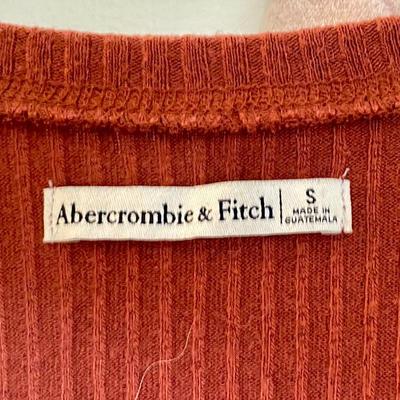 Abercrombie & Fitch
S
MADE IN
GUATEMALA